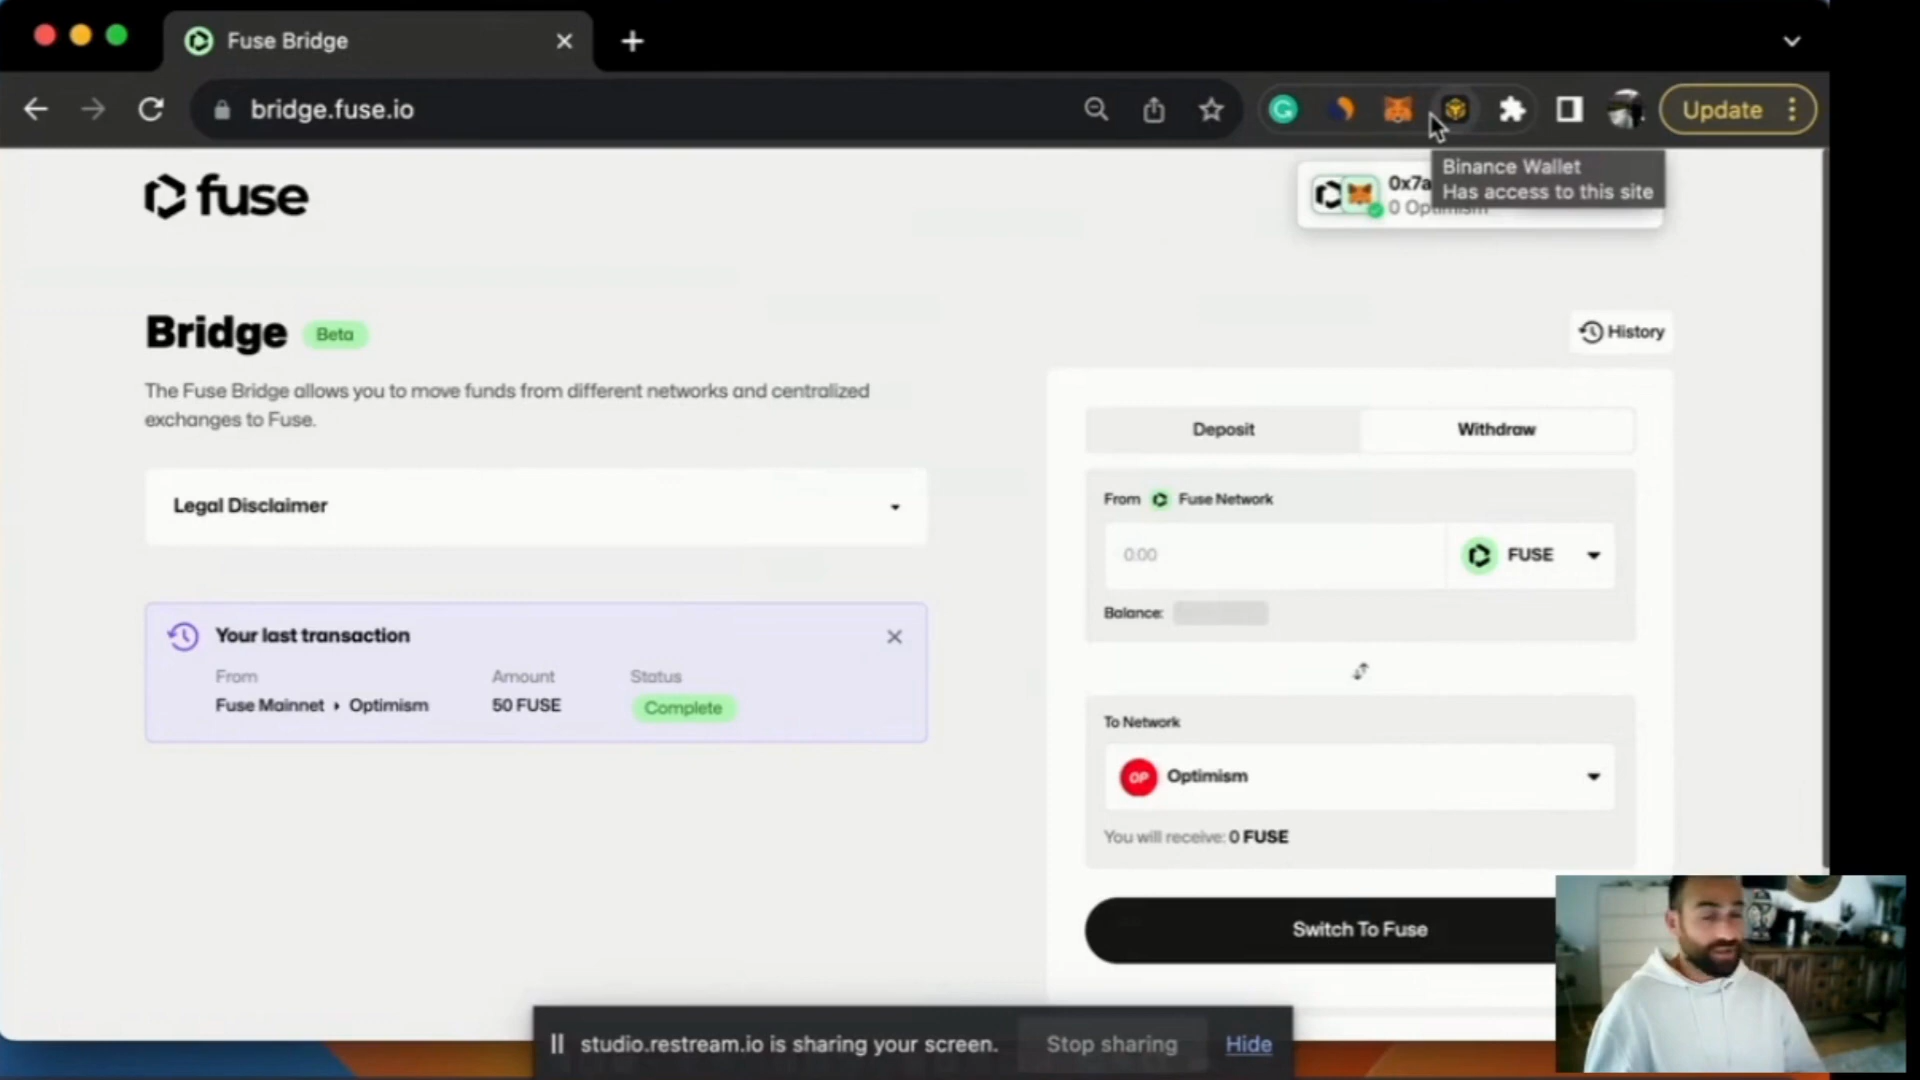 Fuse Bridge
bridge.fuse.io
Update
fuse
0x7a
Binance Wallet
Has access to this site
0 Optimism
Bridge
Beta
History
The Fuse Bridge allows you to move funds from different networks and centralized
exchanges to Fuse.
Deposit
Withdraw
Legal Disclaimer
From Fuse Network
0.00
FUSE
Balance:
Your last transaction
From
Amount
Status
Fuse Mainnet ‣ Optimism
50 FUSE
Complete
To Network
OP
Optimism
You will receive: 0 FUSE
Switch To Fuse
studio.restream.io is sharing your screen.
Stop sharing
Hide